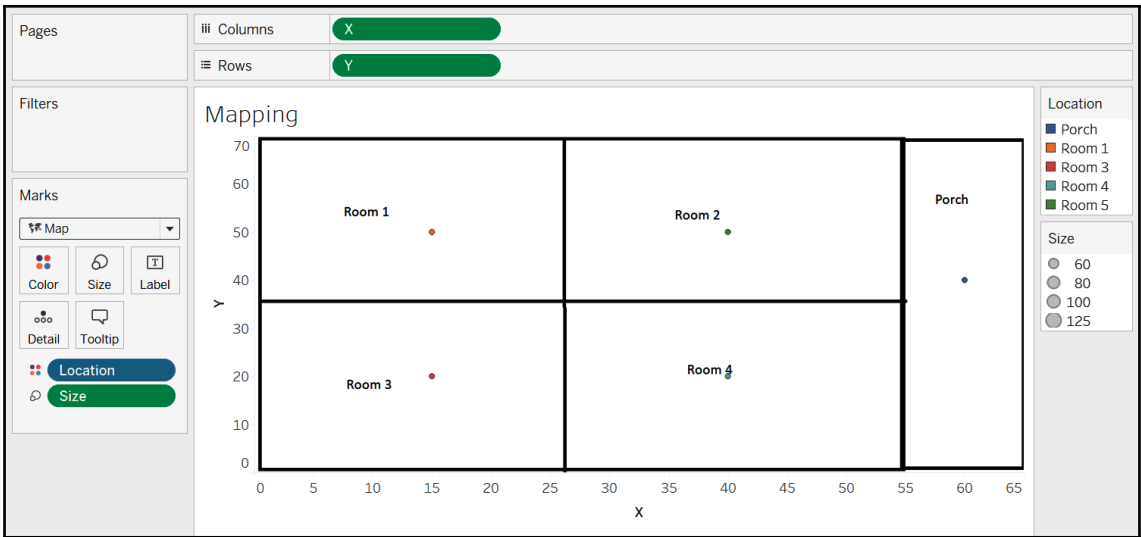 Pages
iii Columns
X
Rows
Y
Filters
Marks
Map
Color
Size
T
Label
Detail
Tooltip
Location
Size
Mapping
70
60
50
40
30
20
10
0
Y
Room 1
Room 2
Porch
Room 3
Room 4
0 5 10 15 20 25 30 35 40 45 50 55 60 65
X
Location
Porch
Room 1
Room 3
Room 4
Room 5
Size
60
80
100
125